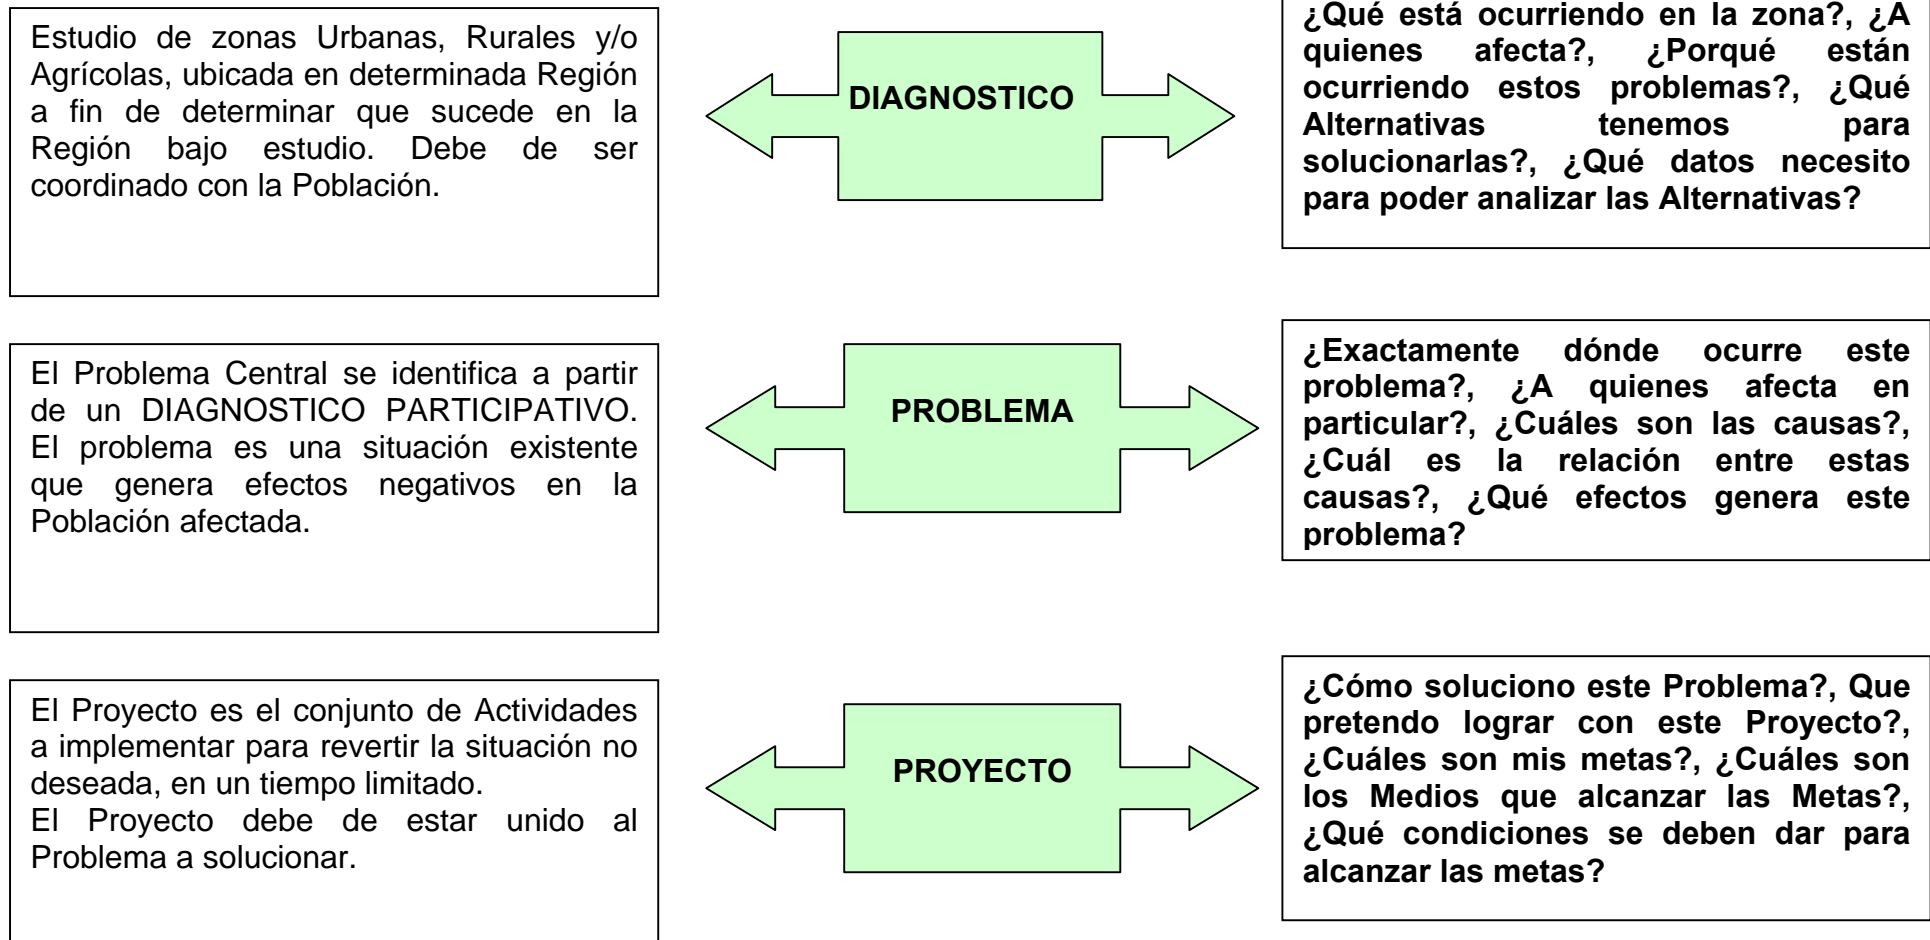 Estudio de zonas Urbanas, Rurales y/o
Agrícolas, ubicada en determinada Región
a fin de determinar que sucede en la
Región bajo estudio. Debe de ser
coordinado con la Población.
DIAGNOSTICO
¿Qué está ocurriendo en la zona?, ¿A
quienes afecta?, ¿Porqué están
ocurriendo estos problemas?, ¿Qué
Alternativas tenemos para
solucionarlas?, ¿Qué datos necesito
para poder analizar las Alternativas?
El Problema Central se identifica a partir
de un DIAGNOSTICO PARTICIPATIVO.
El problema es una situación existente
que genera efectos negativos en la
Población afectada.
PROBLEMA
¿Exactamente dónde ocurre este
problema?, ¿A quienes afecta en
particular?, ¿Cuáles son las causas?,
¿Cuál es la relación entre estas
causas?, ¿Qué efectos genera este
problema?
El Proyecto es el conjunto de Actividades
a implementar para revertir la situación no
deseada, en un tiempo limitado.
El Proyecto debe de estar unido al
Problema a solucionar.
PROYECTO
¿Cómo soluciono este Problema?, Que
pretendo lograr con este Proyecto?,
¿Cuáles son mis metas?, ¿Cuáles son
los Medios que alcanzar las Metas?,
¿Qué condiciones se deben dar para
alcanzar las metas?